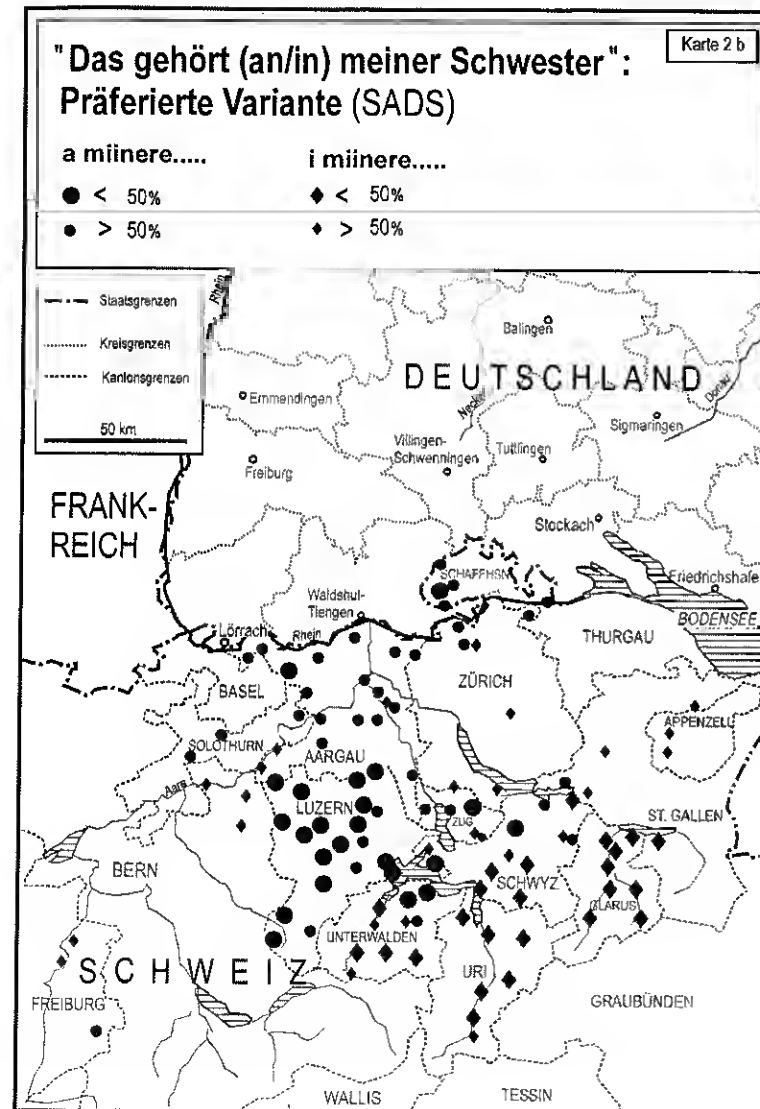 Karte 2 b
"Das gehört (an/in) meiner Schwester":
Präferierte Variante (SADS)
a miinere.....
i miinere.....
< 50%
< 50%
> 50%
> 50%
Staatsgrenzen
Kreisgrenzen
Kantonsgrenzen
50 km
Rhein
Balingen
DEUTSCHLAND
Emmendingen
Neckar
Donau
Sigmaringen
Villingen-
Schwenningen
Tuttlingen
Freiburg
FRANK-
REICH
Stockach
SCHAFFHSN
Friedrichshafe
Waldshut-
Tiengen
BODENSEE
Lörrach
Rhein
THURGAU
BASEL
ZÜRICH
APPENZELL
SOLOTHURN
AARGAU
Aare
LUZERN
ZUG
ST. GALLEN
BERN
SCHWYZ
GLARUS
UNTERWALDEN
SCHWEIZ
URI
FREIBURG
GRAUBÜNDEN
WALLIS
TESSIN